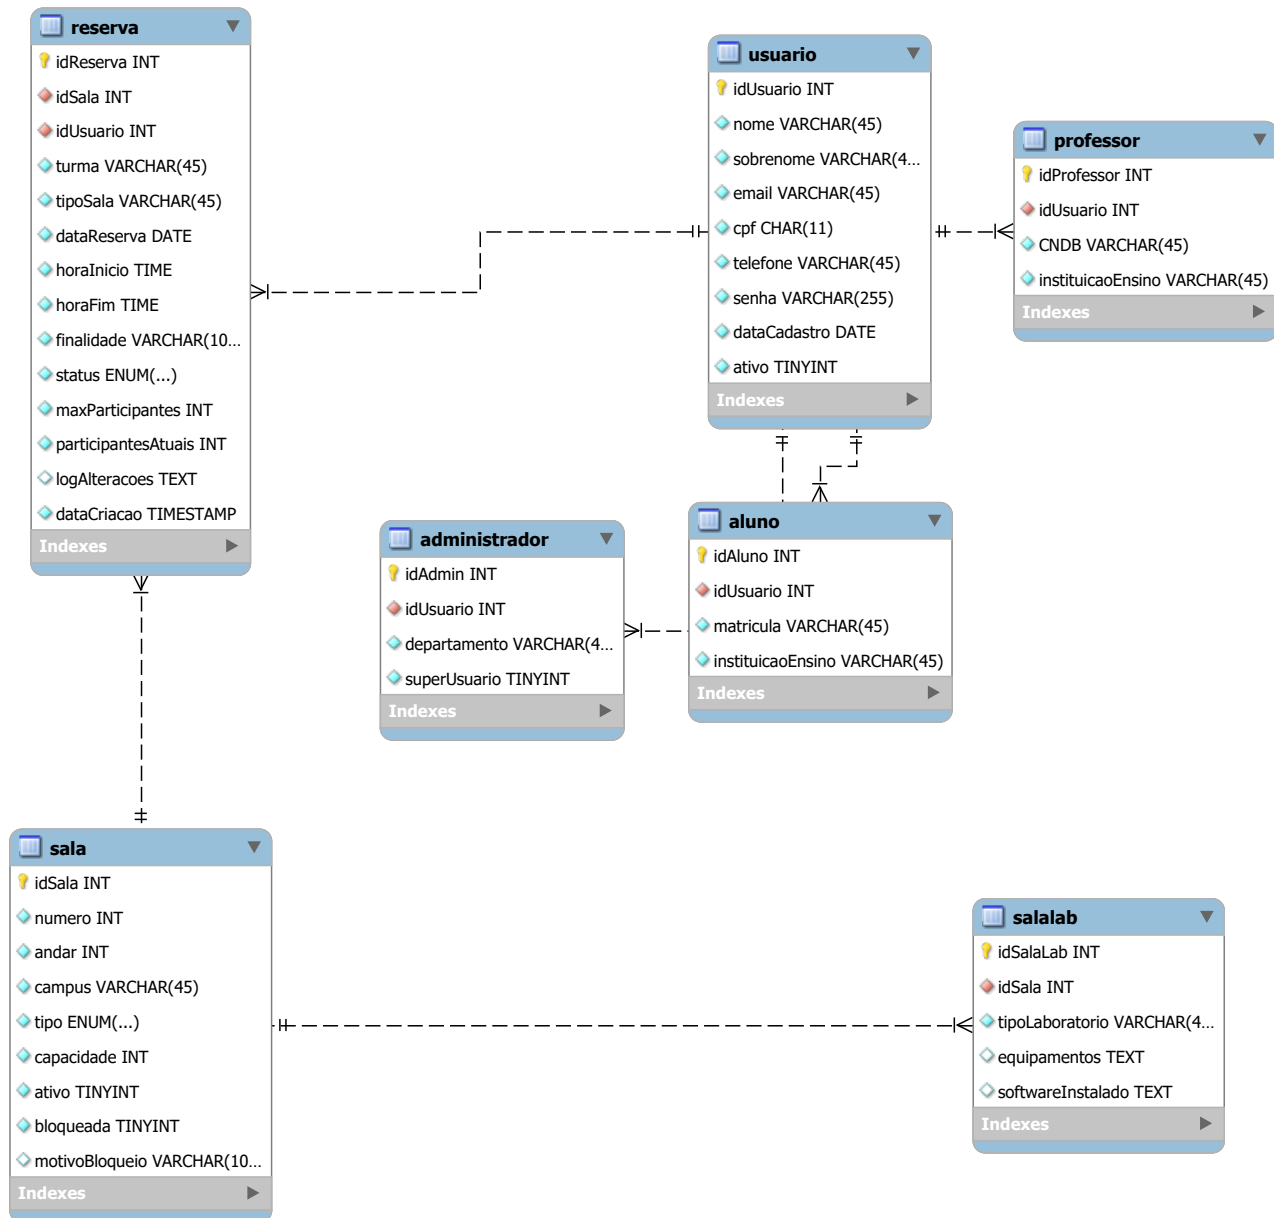 reserva
idReserva INT
idSala INT
idUsuario INT
turma VARCHAR(45)
tipoSala VARCHAR(45)
dataReserva DATE
horaInicio TIME
horaFim TIME
finalidade VARCHAR(10...
status ENUM(...)
maxParticipantes INT
participantesAtuais INT
logAlteracoes TEXT
dataCriacao TIMESTAMP
Indexes
usuario
idUsuario INT
nome VARCHAR(45)
sobrenome VARCHAR(4...
email VARCHAR(45)
cpf CHAR(11)
telefone VARCHAR(45)
senha VARCHAR(255)
dataCadastro DATE
ativo TINYINT
Indexes
professor
idProfessor INT
idUsuario INT
CNDB VARCHAR(45)
instituicaoEnsino VARCHAR(45)
Indexes
administrador
idAdmin INT
idUsuario INT
departamento VARCHAR(4...
superUsuario TINYINT
Indexes
aluno
idAluno INT
idUsuario INT
matricula VARCHAR(45)
instituicaoEnsino VARCHAR(45)
Indexes
sala
idSala INT
numero INT
andar INT
campus VARCHAR(45)
tipo ENUM(...)
capacidade INT
ativo TINYINT
bloqueada TINYINT
motivoBloqueio VARCHAR(10...
Indexes
salalab
idSalaLab INT
idSala INT
tipoLaboratorio VARCHAR(4...
equipamentos TEXT
softwareInstalado TEXT
Indexes